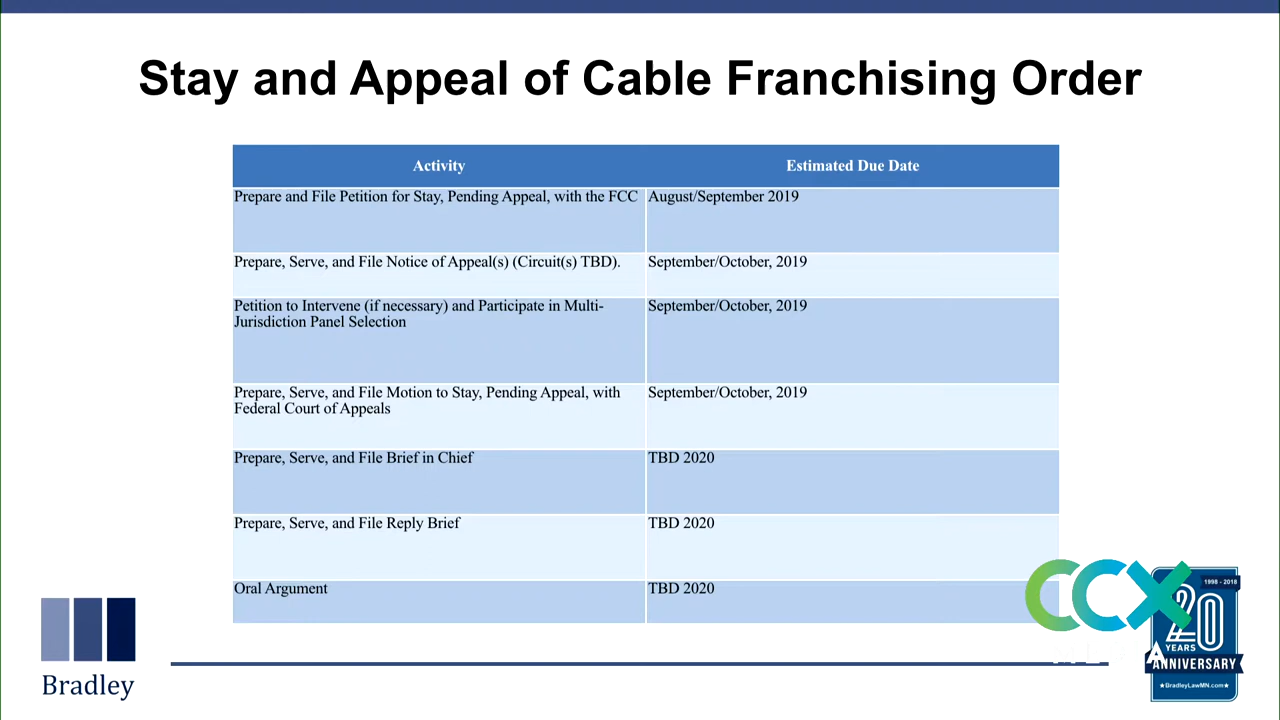 Stay and Appeal of Cable Franchising Order
Activity
Estimated Due Date
Prepare and File Petition for Stay, Pending Appeal, with the FCC
August/September 2019
Prepare, Serve, and File Notice of Appeal(s) (Circuit(s) TBD).
September/October, 2019
Petition to Intervene (if necessary) and Participate in Multi-
Jurisdiction Panel Selection
September/October, 2019
Prepare, Serve, and File Motion to Stay, Pending Appeal, with
Federal Court of Appeals
September/October, 2019
Prepare, Serve, and File Brief in Chief
TBD 2020
Prepare, Serve, and File Reply Brief
TBD 2020
Oral Argument
TBD 2020
CCX
1998 - 2018
20
YEARS
ANNIVERSARY
★BradleyLawMN.com★
Bradley